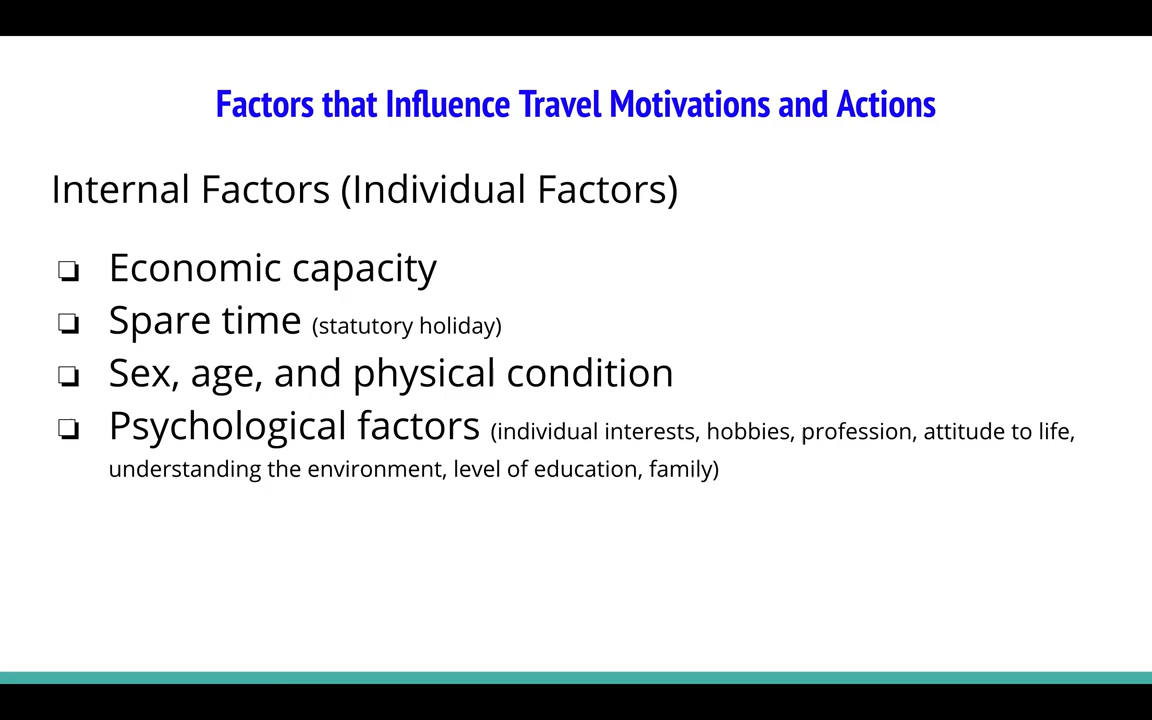 Factors that Influence Travel Motivations and Actions
Internal Factors (Individual Factors)
❏ Economic capacity
❏ Spare time (statutory holiday)
❏ Sex, age, and physical condition
❏ Psychological factors (individual interests, hobbies, profession, attitude to life,
understanding the environment, level of education, family)